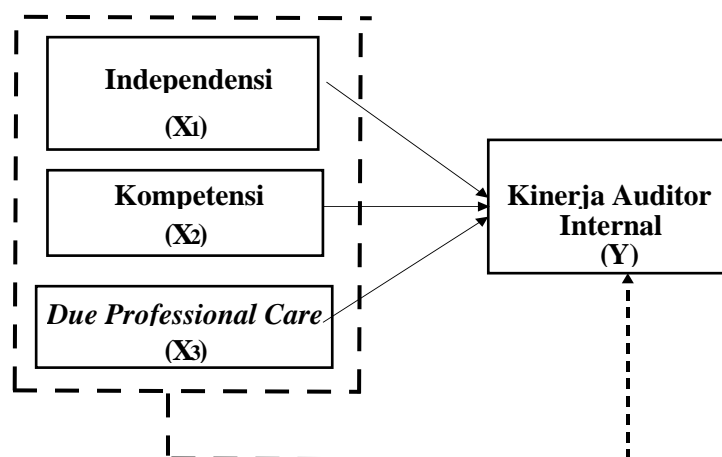 Independensi
(X1)
Kompetensi
(X2)
Due Professional Care
(X3)
Kinerja Auditor
Internal
(Y)